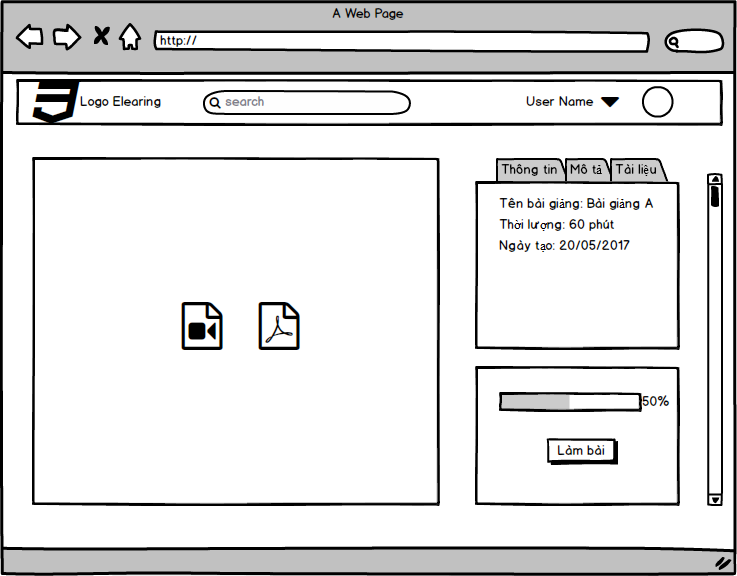 A Web Page
http://
Logo Elearing
search
User Name
Thông tin
Mô tả
Tài liệu
Tên bài giảng: Bài giảng A
Thời lượng: 60 phút
Ngày tạo: 20/05/2017
50%
Làm bài